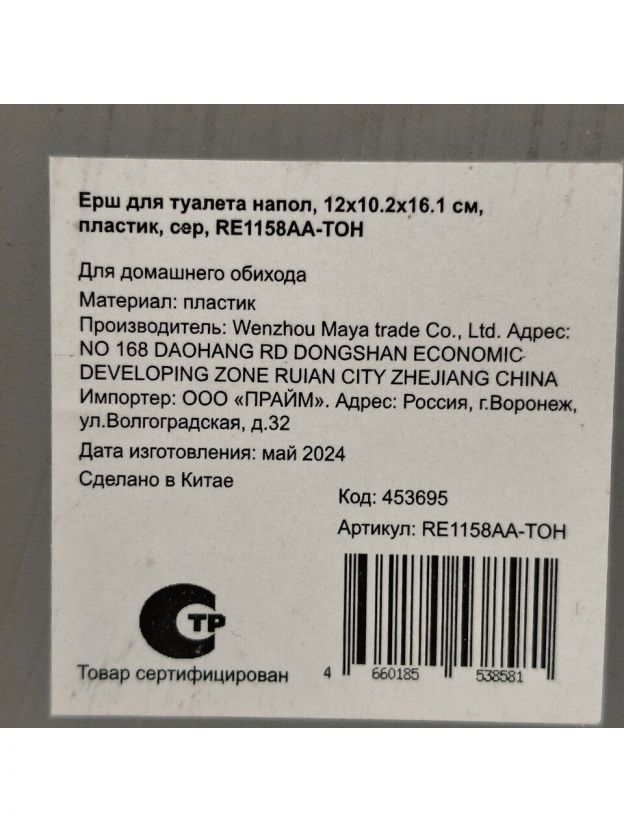 Ерш для туалета напол, 12х10.2х16.1 см,
пластик, сер, RE1158AA-TOH
Для домашнего обихода
Материал: пластик
Производитель: Wenzhou Maya trade Co., Ltd. Адрес:
NO 168 DAOHANG RD DONGSHAN ECONOMIC
DEVELOPING ZONE RUIAN CITY ZHEJIANG CHINA
Импортер: ООО «ПРАЙМ». Адрес: Россия, г.Воронеж,
ул.Волгоградская, д.32
Дата изготовления: май 2024
Сделано в Китае
Код: 453695
Артикул: RE1158AA-TOH
ТР
Товар сертифицирован
4 660185 538581